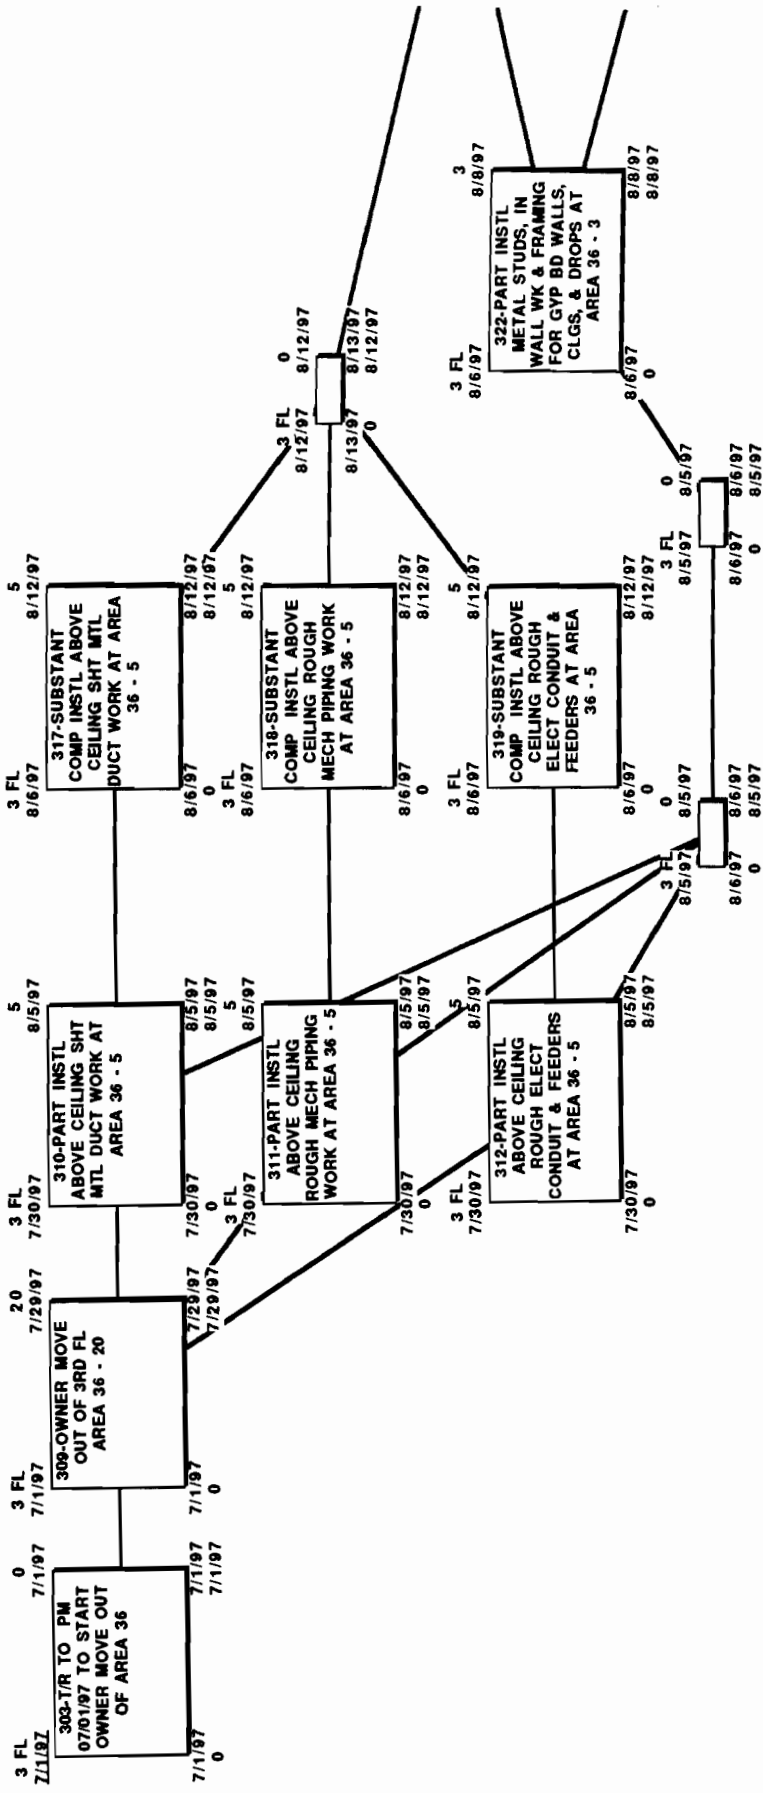 3 FL
7/1/97
0
7/1/97
303-T/R TO PM
07/01/97 TO START
OWNER MOVE OUT
OF AREA 36
7/1/97
0
7/1/97
7/1/97
3 FL
7/1/97
20
7/29/97
309-OWNER MOVE
OUT OF 3RD FL
AREA 36 - 20
7/1/97
0
7/29/97
7/29/97
3 FL
7/30/97
5
8/5/97
310-PART INSTL
ABOVE CEILING SHT
MTL DUCT WORK AT
AREA 36 - 5
7/30/97
0
8/5/97
8/5/97
3 FL
7/30/97
5
8/5/97
311-PART INSTL
ABOVE CEILING
ROUGH MECH PIPING
WORK AT AREA 36 - 5
7/30/97
0
8/5/97
8/5/97
3 FL
7/30/97
5
8/5/97
312-PART INSTL
ABOVE CEILING
ROUGH ELECT
CONDUIT & FEEDERS
AT AREA 36 - 5
7/30/97
0
8/5/97
8/5/97
3 FL
8/5/97
0
8/5/97
8/6/97
0
8/6/97
8/5/97
3 FL
8/6/97
5
8/12/97
317-SUBSTANT
COMP INSTL ABOVE
CEILING SHT MTL
DUCT WORK AT AREA
36 - 5
8/6/97
0
8/12/97
8/12/97
3 FL
8/6/97
5
8/12/97
318-SUBSTANT
COMP INSTL ABOVE
CEILING ROUGH
MECH PIPING WORK
AT AREA 36 - 5
8/6/97
0
8/12/97
8/12/97
3 FL
8/6/97
5
8/12/97
319-SUBSTANT
COMP INSTL ABOVE
CEILING ROUGH
ELECT CONDUIT &
FEEDERS AT AREA
36 - 5
8/6/97
0
8/12/97
8/12/97
3 FL
8/5/97
0
8/5/97
8/6/97
0
8/6/97
8/5/97
3 FL
8/12/97
0
8/12/97
8/13/97
0
8/13/97
8/12/97
3 FL
8/6/97
3
8/8/97
322-PART INSTL
METAL STUDS, IN
WALL WK & FRAMING
FOR GYP BD WALLS,
CLGS, & DROPS AT
AREA 36 - 3
8/6/97
0
8/8/97
8/8/97